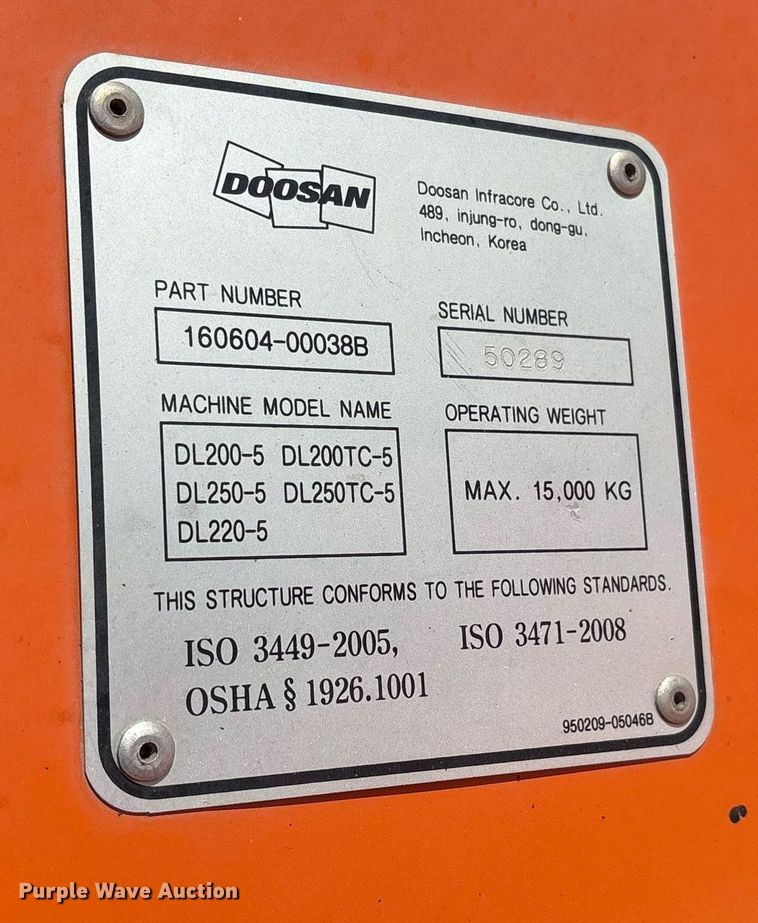 DOOSAN
Doosan Infracore Co., Ltd.
489, injung-ro, dong-gu,
Incheon, Korea
PART NUMBER
160604-00038B
SERIAL NUMBER
50289
MACHINE MODEL NAME
DL200-5 DL200TC-5
DL250-5 DL250TC-5
DL220-5
OPERATING WEIGHT
MAX. 15,000 KG
THIS STRUCTURE CONFORMS TO THE FOLLOWING STANDARDS.
ISO 3449-2005, ISO 3471-2008
OSHA § 1926.1001
950209-05046B
Purple Wave Auction